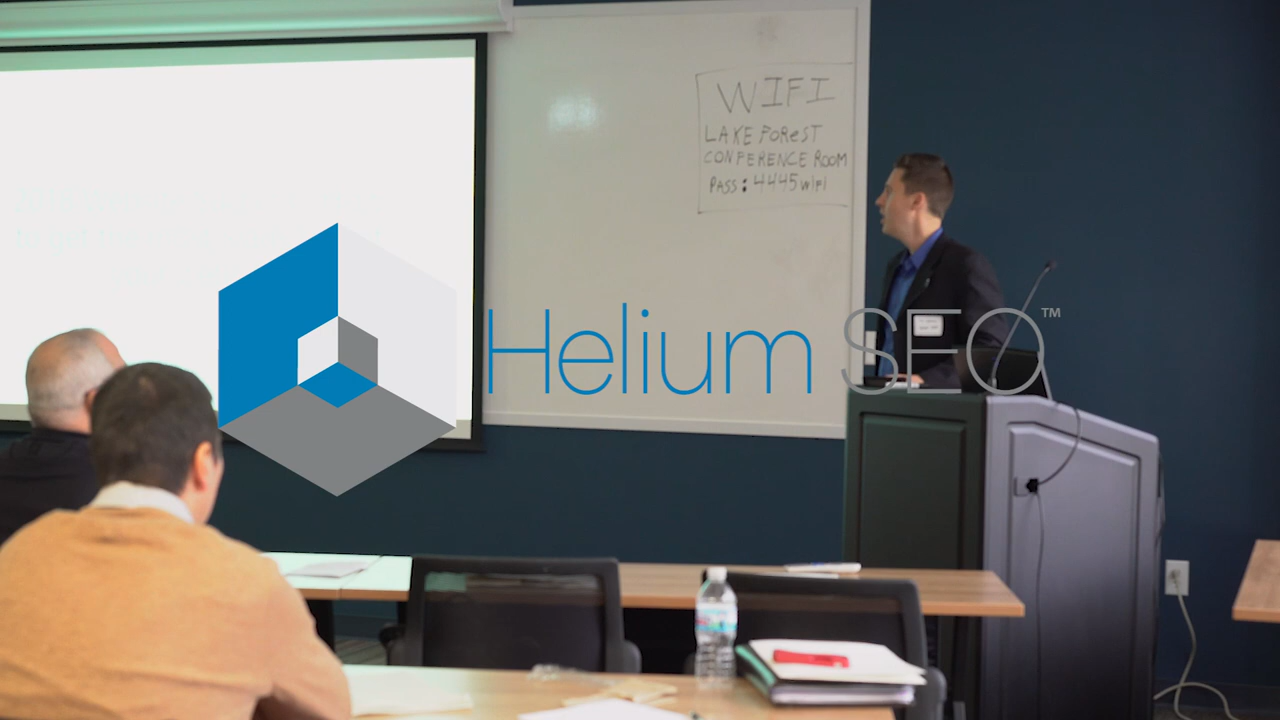 WIFI
LAKE FOREST
CONFERENCE ROOM
PASS: 4445wifi
Helium SEO™